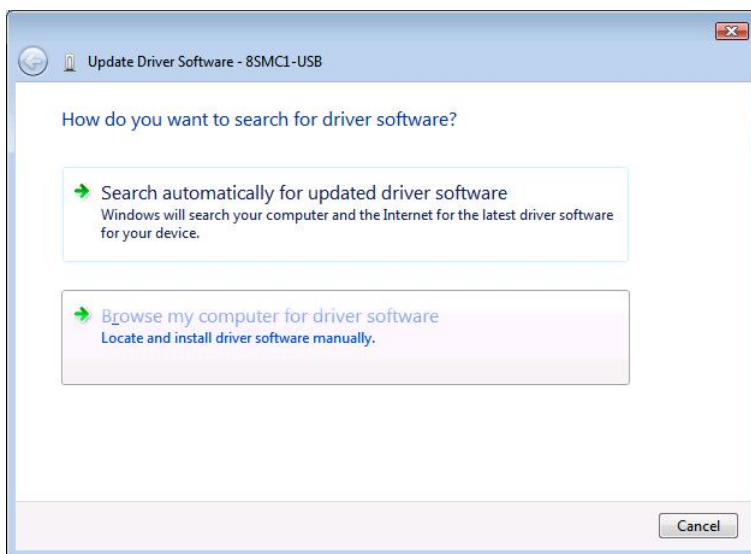 Update Driver Software - 8SMC1-USB
How do you want to search for driver software?
Search automatically for updated driver software
Windows will search your computer and the Internet for the latest driver software
for your device.
Browse my computer for driver software
Locate and install driver software manually.
Cancel